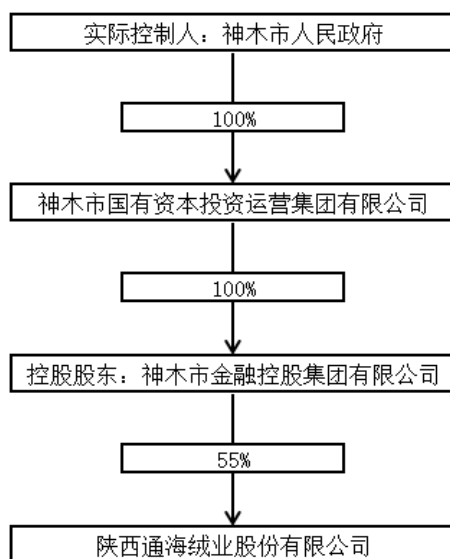 实际控制人：神木市人民政府
100%
神木市国有资本投资运营集团有限公司
100%
控股股东：神木市金融控股集团有限公司
55%
陕西通海绒业股份有限公司